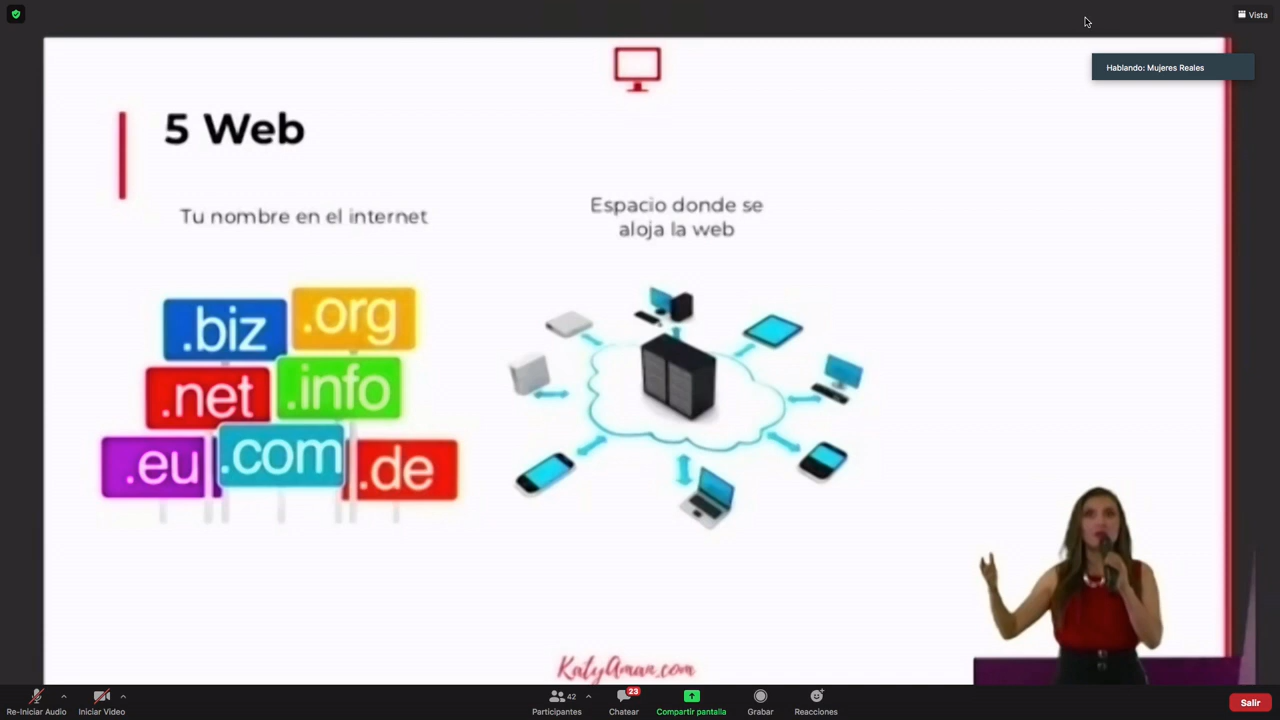 Vista
Hablando: Mujeres Reales
5 Web
Tu nombre en el internet
Espacio donde se
aloja la web
.biz
.org
.net
.info
.eu
.com
.de
KatyAman.com
Re-Iniciar Audio
Iniciar Video
Participantes
42
Chatear
23
Compartir pantalla
Grabar
Reacciones
Salir